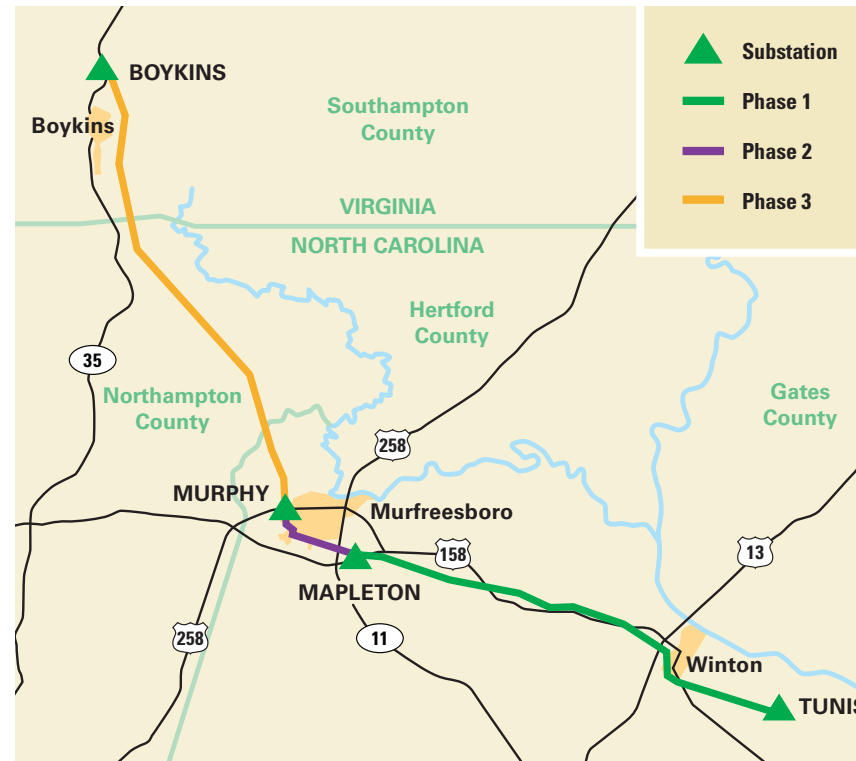 BOYKINS
Boykins
Southampton
County
VIRGINIA
NORTH CAROLINA
Hertford
County
35
Northampton
County
258
Gates
County
MURPHY
Murfreesboro
158
13
MAPLETON
258
11
Winton
TUNIS
Substation
Phase 1
Phase 2
Phase 3